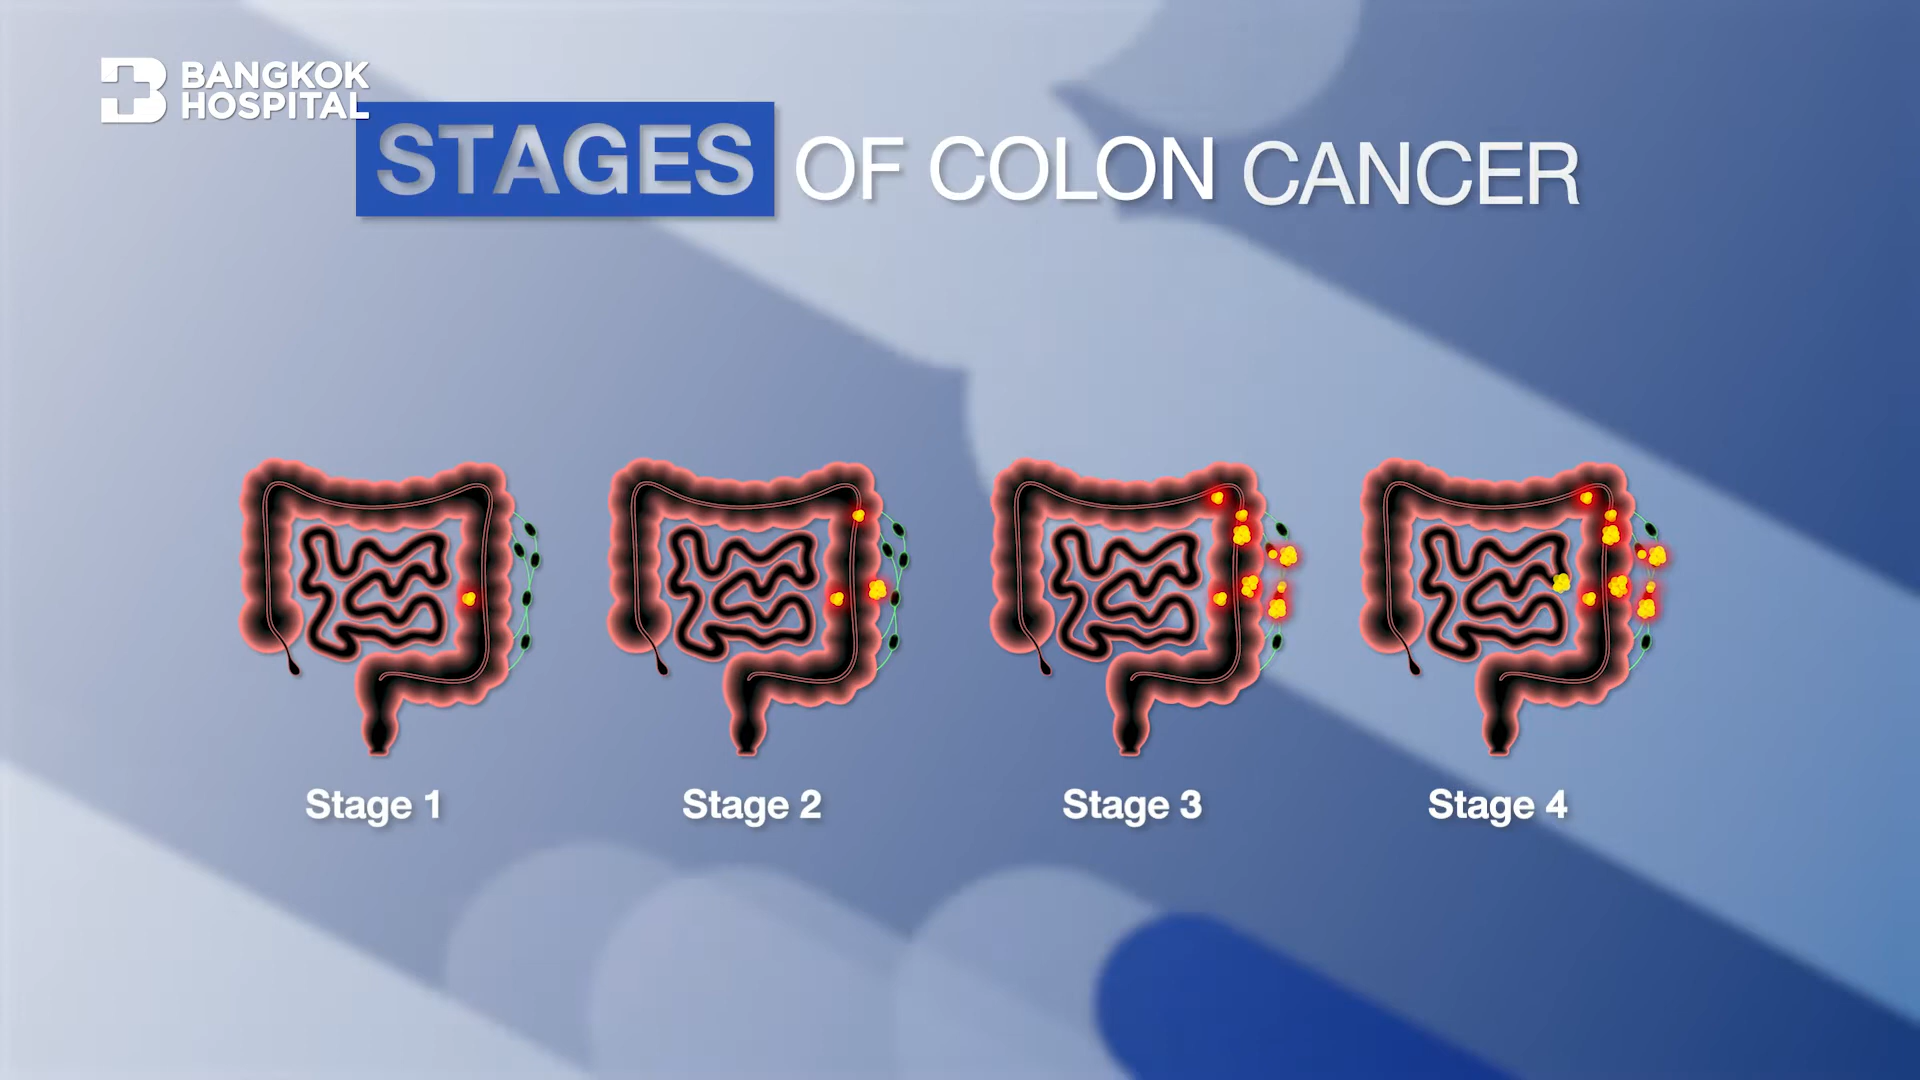 BANGKOK
HOSPITAL
STAGES OF COLON CANCER
Stage 1
Stage 2
Stage 3
Stage 4